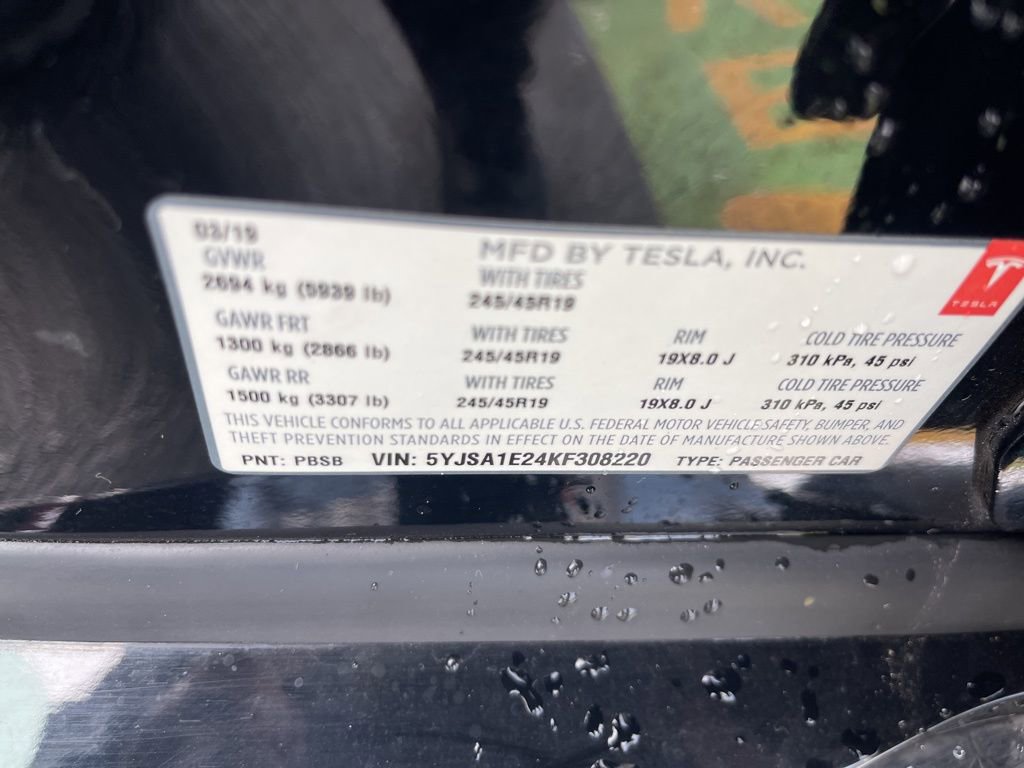 03/19
MFD BY TESLA, INC.
GVWR
WITH TIRES
2694 kg (5939 lb)
245/45R19
TESLA
GAWR FRT WITH TIRES RIM COLD TIRE PRESSURE
1300 kg (2866 lb) 245/45R19 19X8.0 J 310 kPa, 45 psi
GAWR RR WITH TIRES RIM COLD TIRE PRESSURE
1500 kg (3307 lb) 245/45R19 19X8.0 J 310 kPa, 45 psi
THIS VEHICLE CONFORMS TO ALL APPLICABLE U.S. FEDERAL MOTOR VEHICLE SAFETY, BUMPER, AND
THEFT PREVENTION STANDARDS IN EFFECT ON THE DATE OF MANUFACTURE SHOWN ABOVE.
PNT: PBSB VIN: 5YJSA1E24KF308220 TYPE: PASSENGER CAR